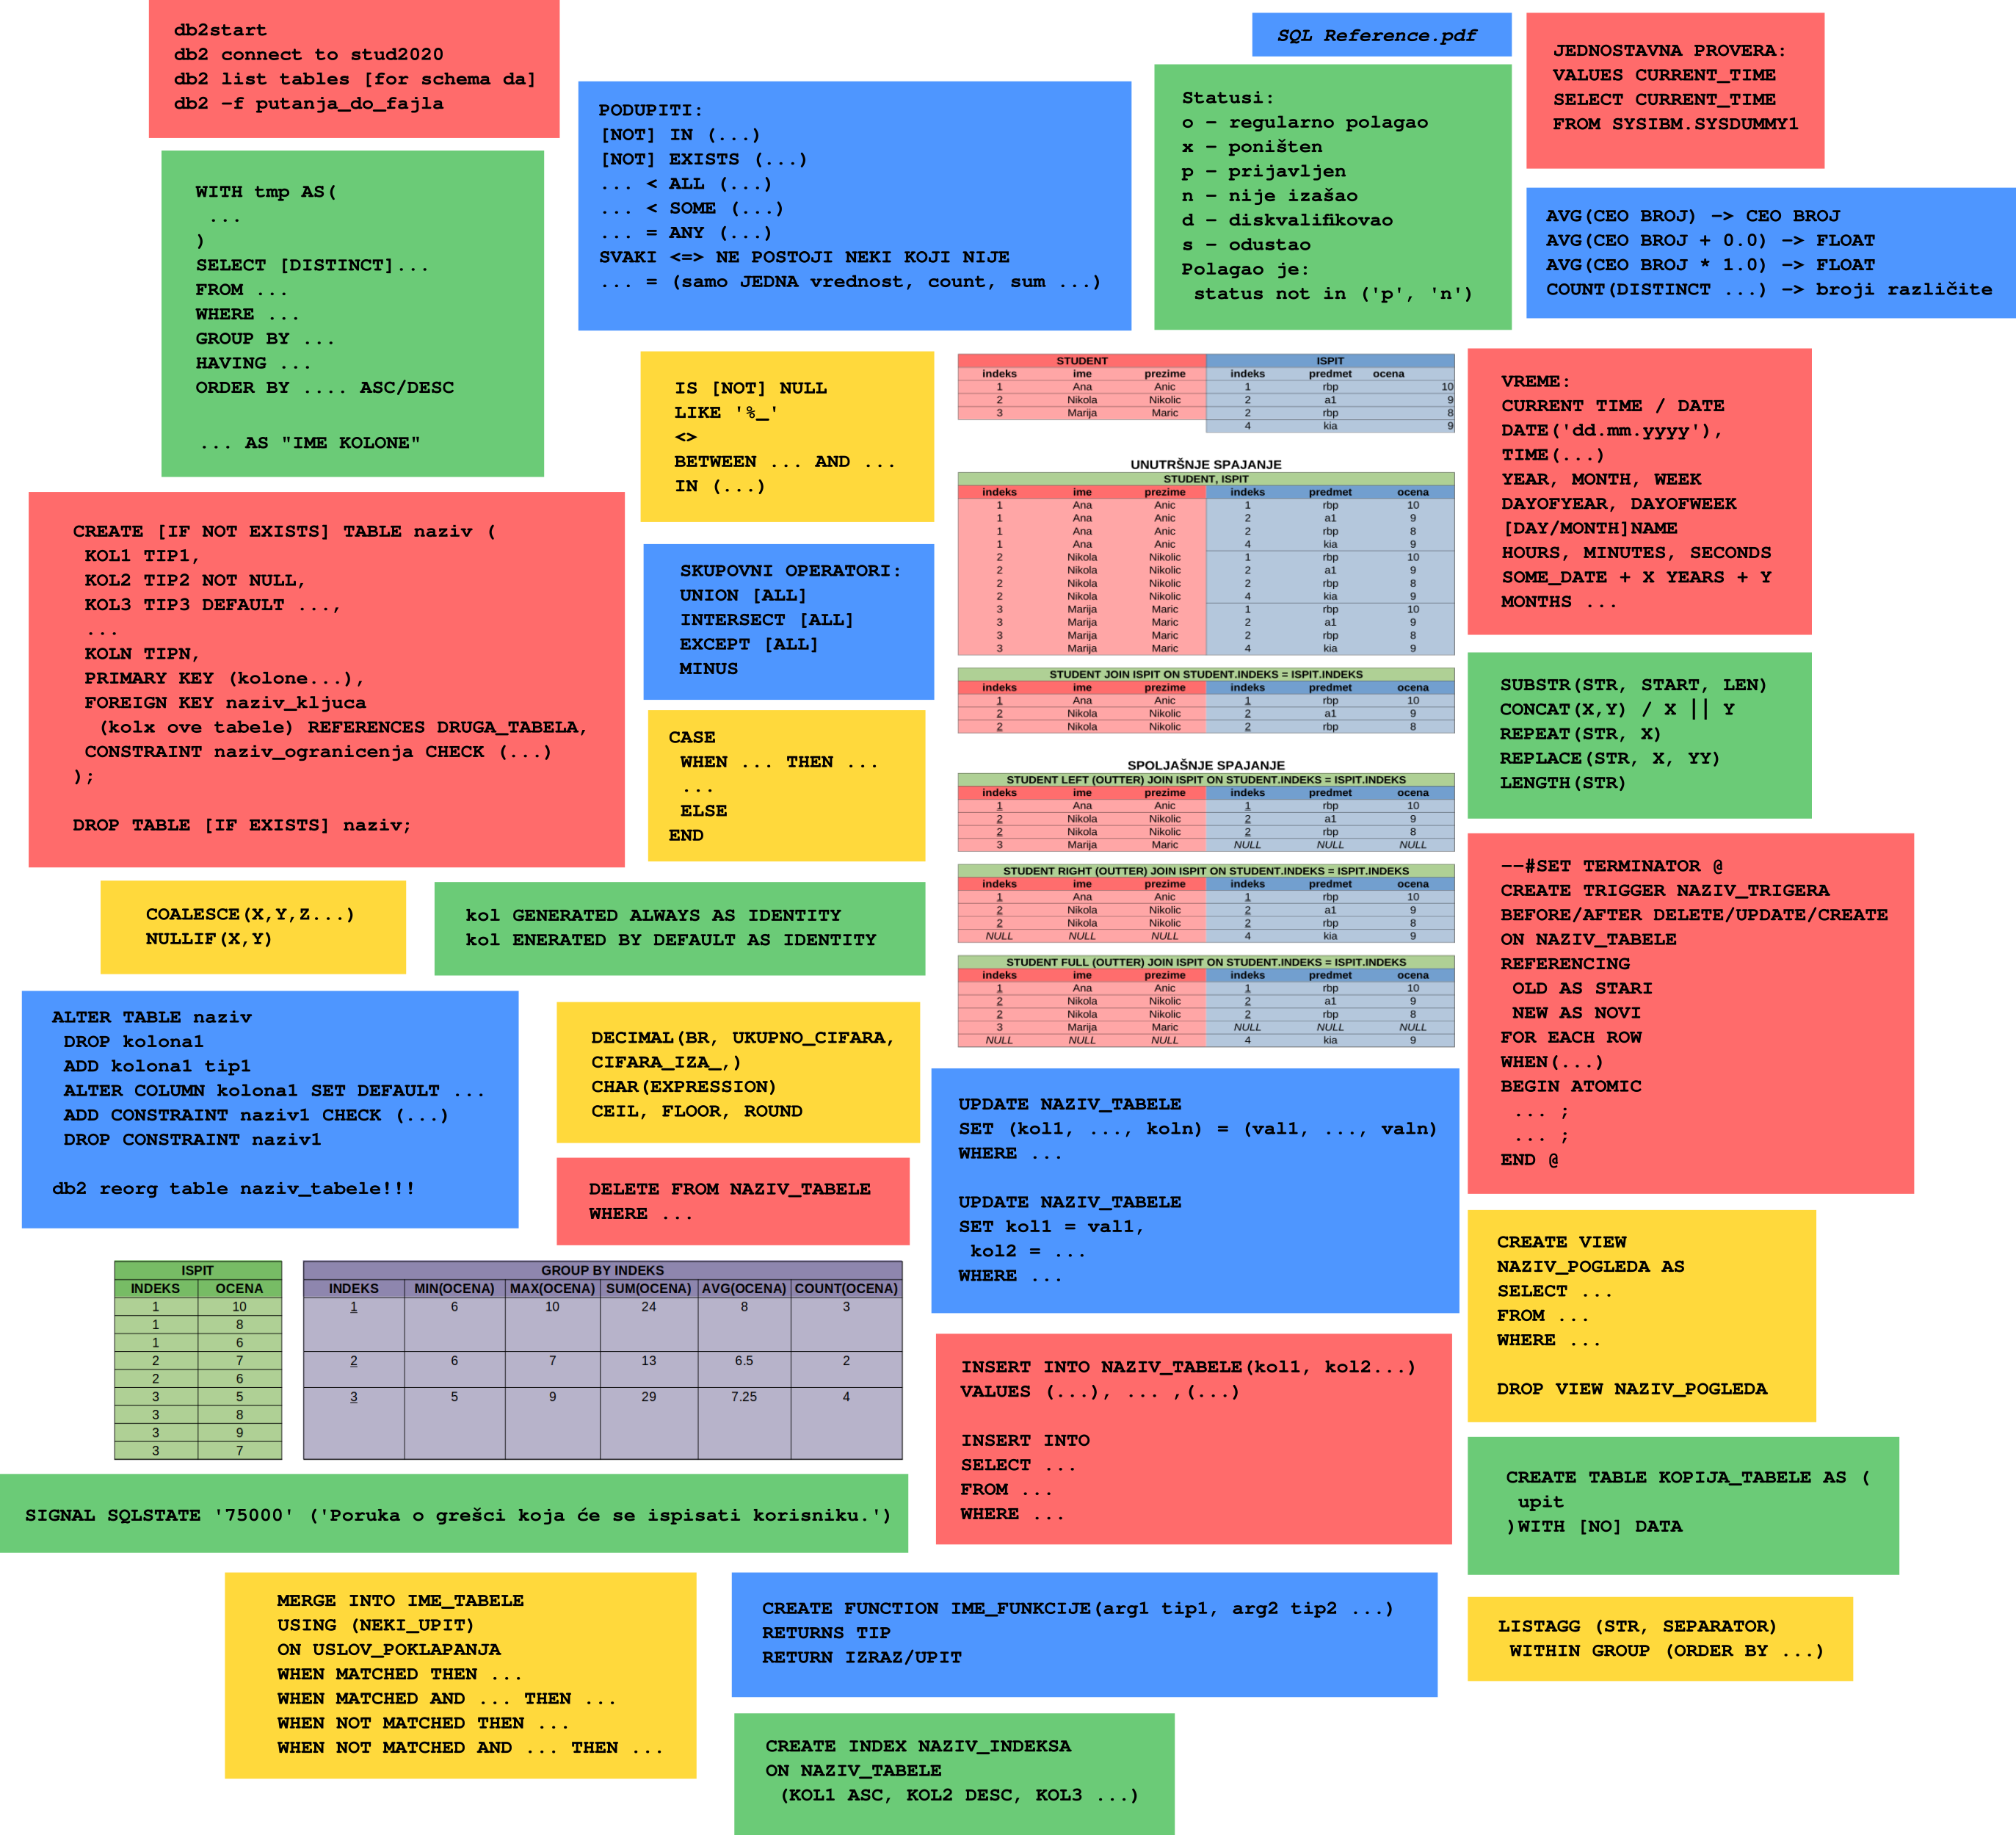 db2start
db2 connect to stud2020
db2 list tables [for schema da]
db2 -f putanja_do_fajla
WITH tmp AS(
...
)
SELECT [DISTINCT]...
FROM ...
WHERE ...
GROUP BY ...
HAVING ...
ORDER BY .... ASC/DESC
... AS "IME KOLONE"
PODUPITI:
[NOT] IN (...)
[NOT] EXISTS (...)
... < ALL (...)
... < SOME (...)
... = ANY (...)
SVAKI <=> NE POSTOJI NEKI KOJI NIJE
... = (samo JEDNA vrednost, count, sum ...)
SQL Reference.pdf
Statusi:
o - regularno polagao
x - poništen
p - prijavljen
n - nije izašao
d - diskvalifikovao
s - odustao
Polagao je:
status not in ('p', 'n')
JEDNOSTAVNA PROVERA:
VALUES CURRENT_TIME
SELECT CURRENT_TIME
FROM SYSIBM.SYSDUMMY1
AVG(CEO BROJ) -> CEO BROJ
AVG(CEO BROJ + 0.0) -> FLOAT
AVG(CEO BROJ * 1.0) -> FLOAT
COUNT(DISTINCT ...) -> broji različite
IS [NOT] NULL
LIKE '%_'
<>
BETWEEN ... AND ...
IN (...)
STUDENT ISPIT
indeks ime prezime indeks predmet ocena
1 Ana Anic 1 rbp 10
2 Nikola Nikolic 2 a1 9
3 Marija Maric 2 rbp 8
4 kia 9
UNUTRŠNJE SPAJANJE
STUDENT, ISPIT
indeks ime prezime indeks predmet ocena
1 Ana Anic 1 rbp 10
1 Ana Anic 2 a1 9
1 Ana Anic 2 rbp 8
1 Ana Anic 4 kia 9
2 Nikola Nikolic 1 rbp 10
2 Nikola Nikolic 2 a1 9
2 Nikola Nikolic 2 rbp 8
2 Nikola Nikolic 4 kia 9
3 Marija Maric 1 rbp 10
3 Marija Maric 2 a1 9
3 Marija Maric 2 rbp 8
3 Marija Maric 4 kia 9
STUDENT JOIN ISPIT ON STUDENT.INDEKS = ISPIT.INDEKS
indeks ime prezime indeks predmet ocena
1 Ana Anic 1 rbp 10
2 Nikola Nikolic 2 a1 9
2 Nikola Nikolic 2 rbp 8
SPOLJAŠNJE SPAJANJE
STUDENT LEFT (OUTTER) JOIN ISPIT ON STUDENT.INDEKS = ISPIT.INDEKS
indeks ime prezime indeks predmet ocena
1 Ana Anic 1 rbp 10
2 Nikola Nikolic 2 a1 9
2 Nikola Nikolic 2 rbp 8
3 Marija Maric NULL NULL NULL
STUDENT RIGHT (OUTTER) JOIN ISPIT ON STUDENT.INDEKS = ISPIT.INDEKS
indeks ime prezime indeks predmet ocena
1 Ana Anic 1 rbp 10
2 Nikola Nikolic 2 a1 9
2 Nikola Nikolic 2 rbp 8
NULL NULL NULL 4 kia 9
STUDENT FULL (OUTTER) JOIN ISPIT ON STUDENT.INDEKS = ISPIT.INDEKS
indeks ime prezime indeks predmet ocena
1 Ana Anic 1 rbp 10
2 Nikola Nikolic 2 a1 9
2 Nikola Nikolic 2 rbp 8
3 Marija Maric NULL NULL NULL
NULL NULL NULL 4 kia 9
VREME:
CURRENT TIME / DATE
DATE('dd.mm.yyyy'),
TIME(...)
YEAR, MONTH, WEEK
DAYOFYEAR, DAYOFWEEK
[DAY/MONTH]NAME
HOURS, MINUTES, SECONDS
SOME_DATE + X YEARS + Y
MONTHS ...
CREATE [IF NOT EXISTS] TABLE naziv (
KOL1 TIP1,
KOL2 TIP2 NOT NULL,
KOL3 TIP3 DEFAULT ...,
...
KOLN TIPN,
PRIMARY KEY (kolone...),
FOREIGN KEY naziv_kljuca
(kolx ove tabele) REFERENCES DRUGA_TABELA,
CONSTRAINT naziv_ogranicenja CHECK (...)
);
DROP TABLE [IF EXISTS] naziv;
SKUPOVNI OPERATORI:
UNION [ALL]
INTERSECT [ALL]
EXCEPT [ALL]
MINUS
CASE
WHEN ... THEN ...
...
ELSE
END
SUBSTR(STR, START, LEN)
CONCAT(X,Y) / X || Y
REPEAT(STR, X)
REPLACE(STR, X, YY)
LENGTH(STR)
COALESCE(X,Y,Z...)
NULLIF(X,Y)
kol GENERATED ALWAYS AS IDENTITY
kol ENERATED BY DEFAULT AS IDENTITY
--#SET TERMINATOR @
CREATE TRIGGER NAZIV_TRIGERA
BEFORE/AFTER DELETE/UPDATE/CREATE
ON NAZIV_TABELE
REFERENCING
OLD AS STARI
NEW AS NOVI
FOR EACH ROW
WHEN(...)
BEGIN ATOMIC
... ;
... ;
END @
ALTER TABLE naziv
DROP kolona1
ADD kolona1 tip1
ALTER COLUMN kolona1 SET DEFAULT ...
ADD CONSTRAINT naziv1 CHECK (...)
DROP CONSTRAINT naziv1
db2 reorg table naziv_tabele!!!
DECIMAL(BR, UKUPNO_CIFARA,
CIFARA_IZA_,)
CHAR(EXPRESSION)
CEIL, FLOOR, ROUND
DELETE FROM NAZIV_TABELE
WHERE ...
UPDATE NAZIV_TABELE
SET (kol1, ..., koln) = (val1, ..., valn)
WHERE ...
UPDATE NAZIV_TABELE
SET kol1 = val1,
kol2 = ...
WHERE ...
CREATE VIEW
NAZIV_POGLEDA AS
SELECT ...
FROM ...
WHERE ...
DROP VIEW NAZIV_POGLEDA
ISPIT
INDEKS OCENA
1 10
1 8
1 6
2 7
2 6
3 5
3 8
3 9
3 7
GROUP BY INDEKS
INDEKS MIN(OCENA) MAX(OCENA) SUM(OCENA) AVG(OCENA) COUNT(OCENA)
1 6 10 24 8 3
2 6 7 13 6.5 2
3 5 9 29 7.25 4
INSERT INTO NAZIV_TABELE(kol1, kol2...)
VALUES (...), ... ,(...)
INSERT INTO
SELECT ...
FROM ...
WHERE ...
CREATE TABLE KOPIJA_TABELE AS (
upit
)WITH [NO] DATA
SIGNAL SQLSTATE '75000' ('Poruka o grešci koja će se ispisati korisniku.')
MERGE INTO IME_TABELE
USING (NEKI_UPIT)
ON USLOV_POKLAPANJA
WHEN MATCHED THEN ...
WHEN MATCHED AND ... THEN ...
WHEN NOT MATCHED THEN ...
WHEN NOT MATCHED AND ... THEN ...
CREATE FUNCTION IME_FUNKCIJE(arg1 tip1, arg2 tip2 ...)
RETURNS TIP
RETURN IZRAZ/UPIT
LISTAGG (STR, SEPARATOR)
WITHIN GROUP (ORDER BY ...)
CREATE INDEX NAZIV_INDEKSA
ON NAZIV_TABELE
(KOL1 ASC, KOL2 DESC, KOL3 ...)